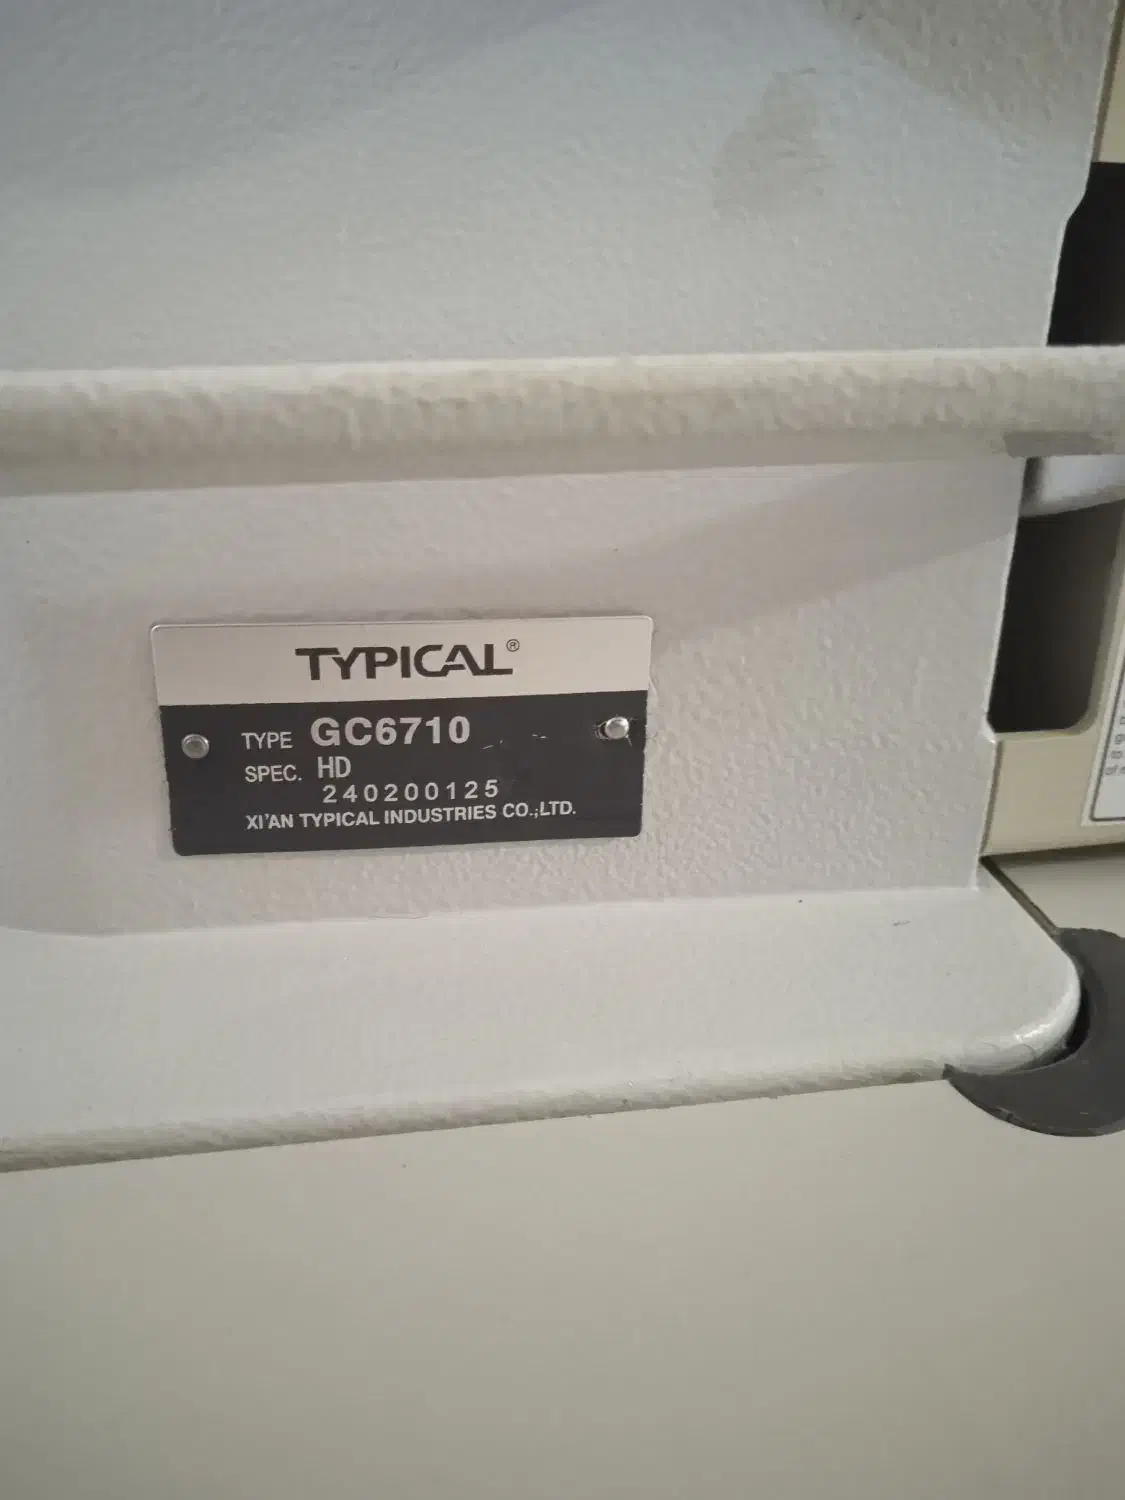 TYPICAL®
TYPE GC6710
SPEC. HD
240200125
XI'AN TYPICAL INDUSTRIES CO.,LTD.